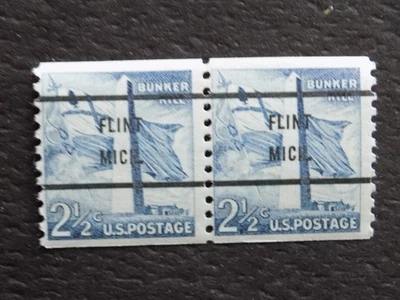 BUNKER
HILL
FLINT
MICH.
2½c
U.S. POSTAGE
BUNKER
HILL
FLINT
MICH.
2½c
U.S. POSTAGE